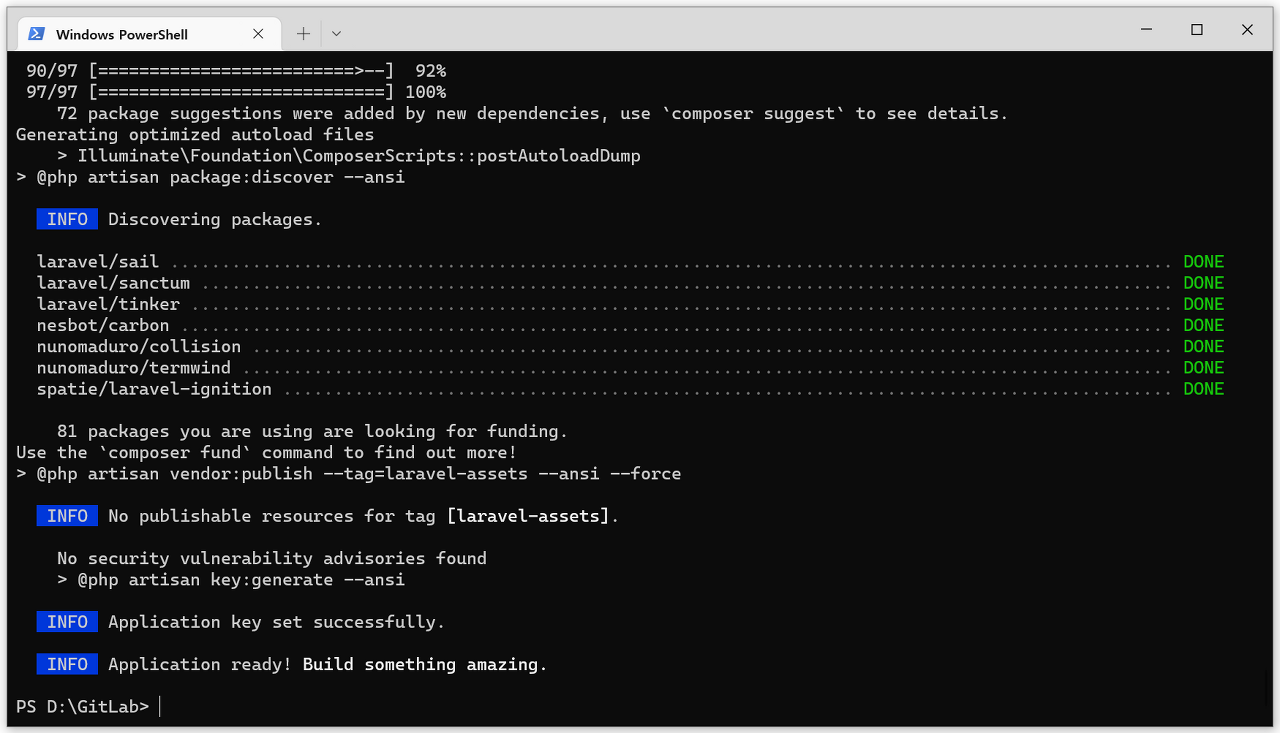 Windows PowerShell
90/97 [=========================>--]  92%
97/97 [============================] 100%
72 package suggestions were added by new dependencies, use `composer suggest` to see details.
Generating optimized autoload files
> Illuminate\Foundation\ComposerScripts::postAutoloadDump
> @php artisan package:discover --ansi
INFO Discovering packages.
laravel/sail ................................................................................................. DONE
laravel/sanctum .............................................................................................. DONE
laravel/tinker ............................................................................................... DONE
nesbot/carbon ................................................................................................ DONE
nunomaduro/collision ......................................................................................... DONE
nunomaduro/termwind .......................................................................................... DONE
spatie/laravel-ignition ...................................................................................... DONE
81 packages you are using are looking for funding.
Use the `composer fund` command to find out more!
> @php artisan vendor:publish --tag=laravel-assets --ansi --force
INFO No publishable resources for tag [laravel-assets].
No security vulnerability advisories found
> @php artisan key:generate --ansi
INFO Application key set successfully.
INFO Application ready! Build something amazing.
PS D:\GitLab>